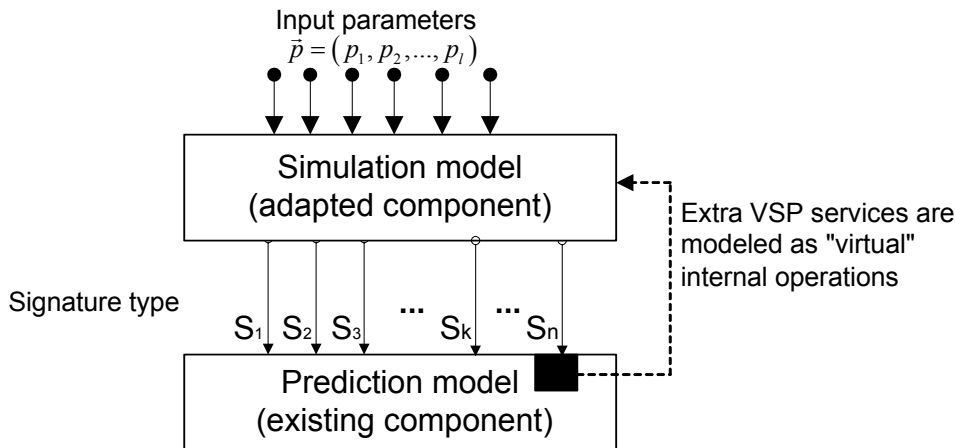 Input parameters
p⃗ = (p₁, p₂,..., pₗ)
Simulation model
(adapted component)
Extra VSP services are
modeled as "virtual"
internal operations
Signature type
S₁ S₂ S₃ ... Sₖ ... Sₙ
Prediction model
(existing component)